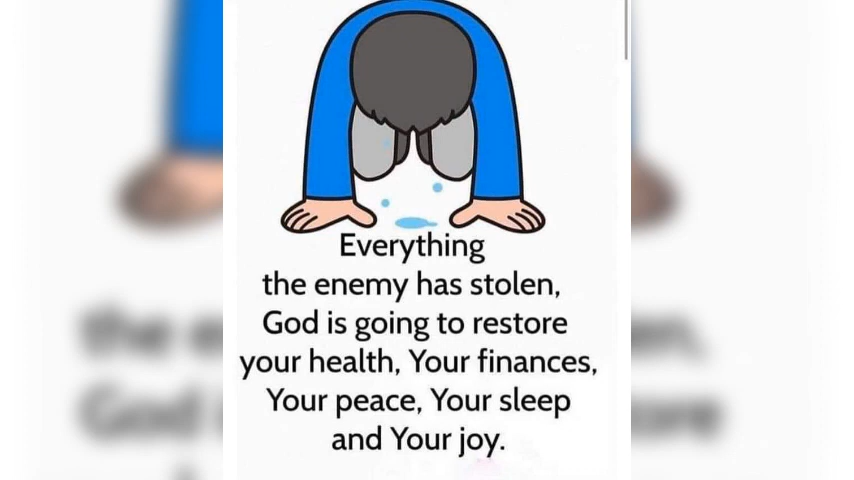 Everything
the enemy has stolen,
God is going to restore
your health, Your finances,
Your peace, Your sleep
and Your joy.